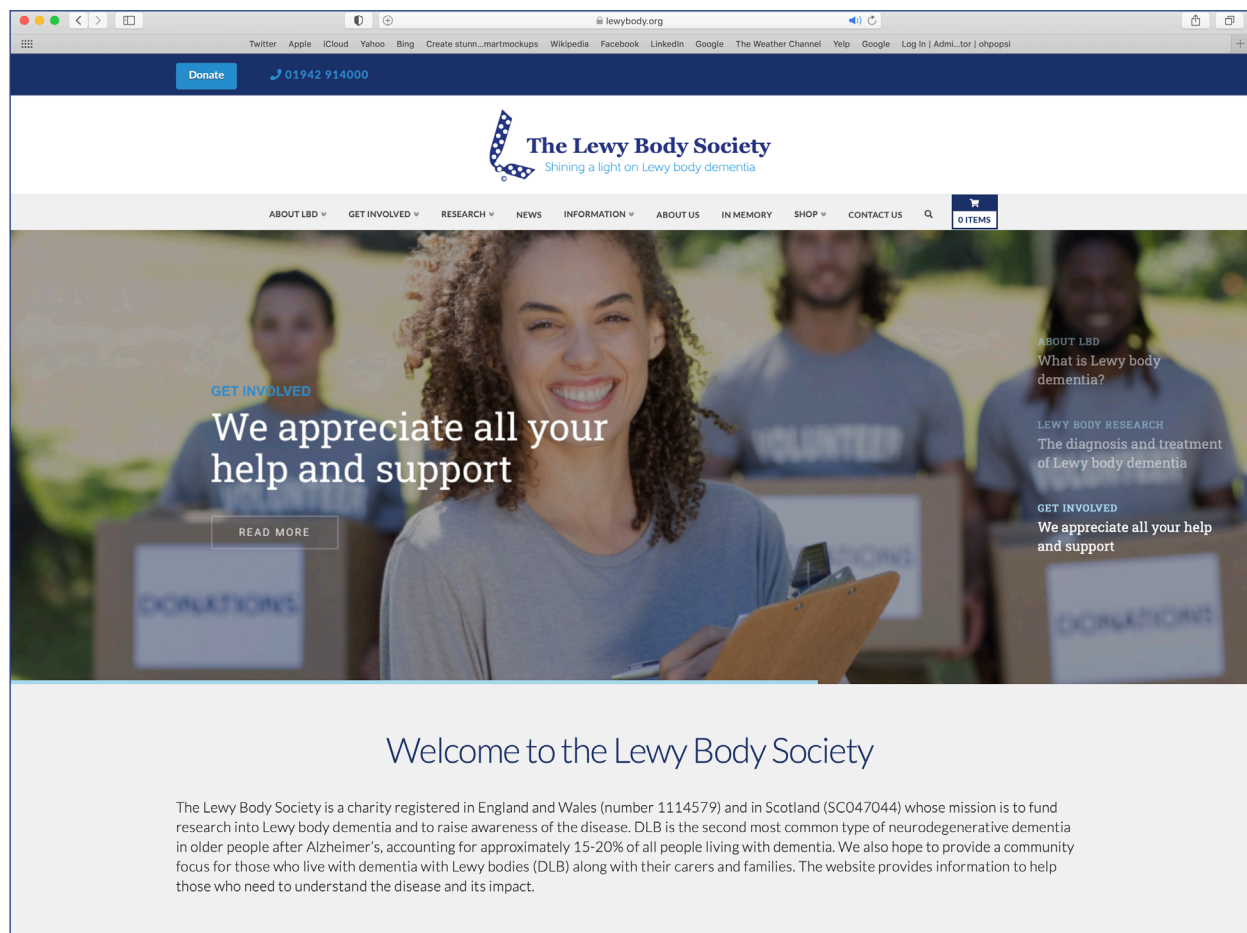 lewybody.org
Twitter Apple iCloud Yahoo Bing Create stunn...martmockups Wikipedia Facebook LinkedIn Google The Weather Channel Yelp Google Log In | Admi...tor | ohpopsi
Donate 01942 914000
The Lewy Body Society
Shining a light on Lewy body dementia
©
ABOUT LBD GET INVOLVED RESEARCH NEWS INFORMATION ABOUT US IN MEMORY SHOP CONTACT US 0 ITEMS
GET INVOLVED
We appreciate all your
help and support
READ MORE
ABOUT LBD
What is Lewy body
dementia?
LEWY BODY RESEARCH
The diagnosis and treatment
of Lewy body dementia
GET INVOLVED
We appreciate all your help
and support
VOLUNTEER
VOLUNTEER
VOLUNTEER
DONATIONS
DONATIONS
DONATIONS
Welcome to the Lewy Body Society
The Lewy Body Society is a charity registered in England and Wales (number 1114579) and in Scotland (SC047044) whose mission is to fund
research into Lewy body dementia and to raise awareness of the disease. DLB is the second most common type of neurodegenerative dementia
in older people after Alzheimer's, accounting for approximately 15-20% of all people living with dementia. We also hope to provide a community
focus for those who live with dementia with Lewy bodies (DLB) along with their carers and families. The website provides information to help
those who need to understand the disease and its impact.